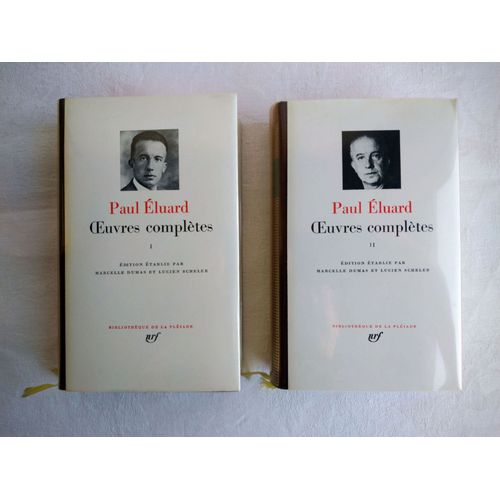 Paul Éluard
Œuvres complètes
I
ÉDITION ÉTABLIE PAR
MARCELLE DUMAS ET LUCIEN SCHELER
BIBLIOTHÈQUE DE LA PLÉIADE
nrf
Paul Éluard
Œuvres complètes
II
ÉDITION ÉTABLIE PAR
MARCELLE DUMAS ET LUCIEN SCHELER
BIBLIOTHÈQUE DE LA PLÉIADE
nrf